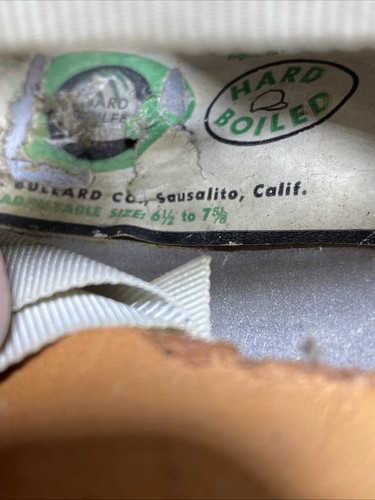 HARD
BOILED
HARD
BOILED
BULLARD CO., Sausalito, Calif.
ADJUSTABLE SIZE: 6½ to 7⅝